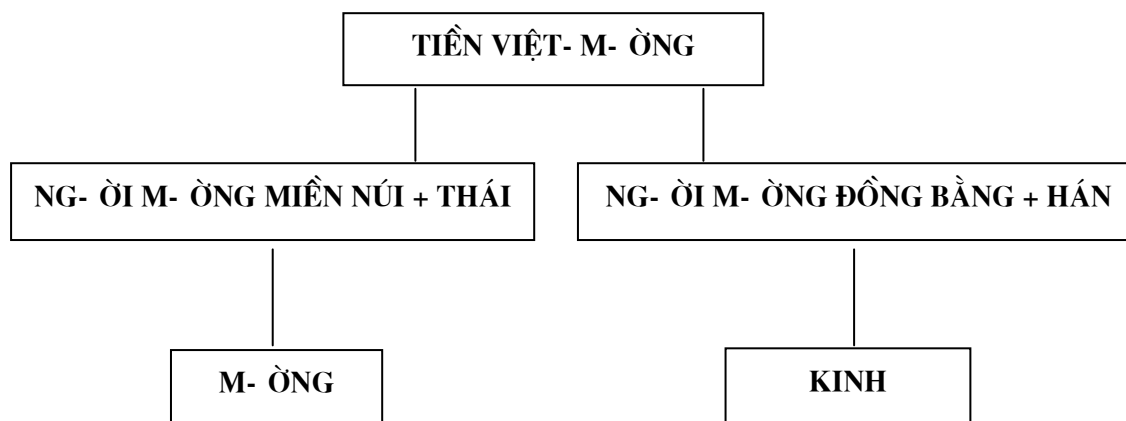 TIỀN VIỆT- M- ỜNG
NG- ỜI M- ỜNG MIỀN NÚI + THÁI
NG- ỜI M- ỜNG ĐỒNG BẰNG + HÁN
M- ỜNG
KINH